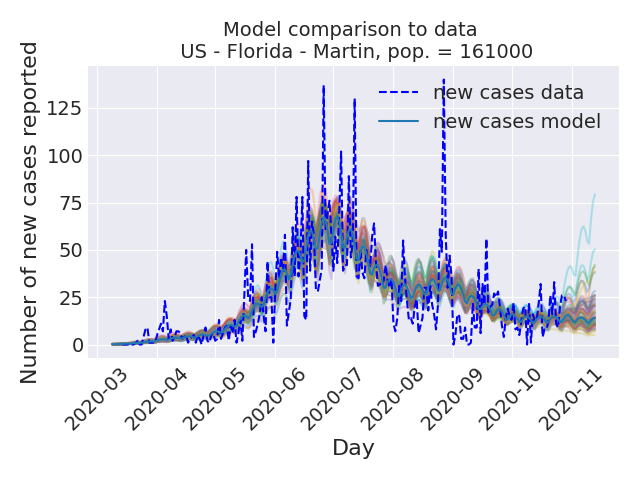 Model comparison to data
US - Florida - Martin, pop. = 161000
Number of new cases reported
125
100
75
50
25
0
new cases data
new cases model
2020-03
2020-04
2020-05
2020-06
2020-07
2020-08
2020-09
2020-10
2020-11
Day